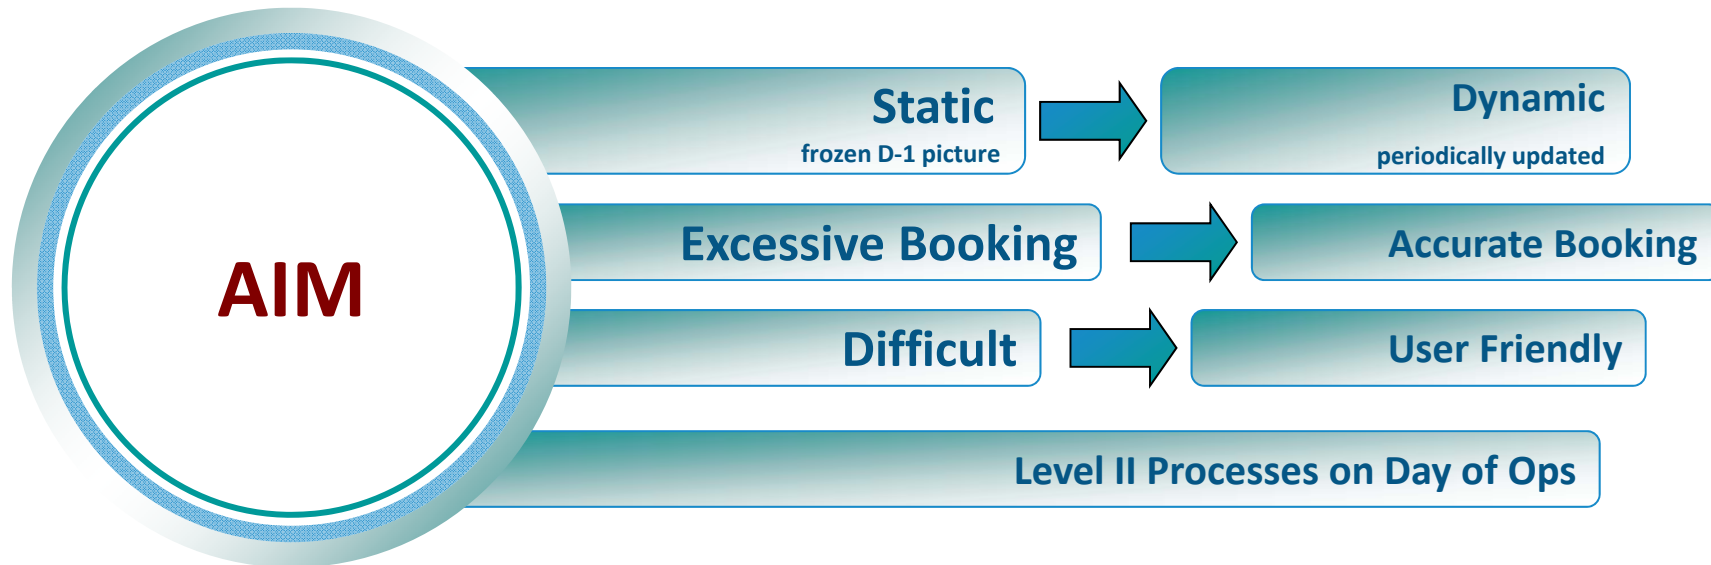 AIM
Static
frozen D-1 picture
Dynamic
periodically updated
Excessive Booking
Accurate Booking
Difficult
User Friendly
Level II Processes on Day of Ops